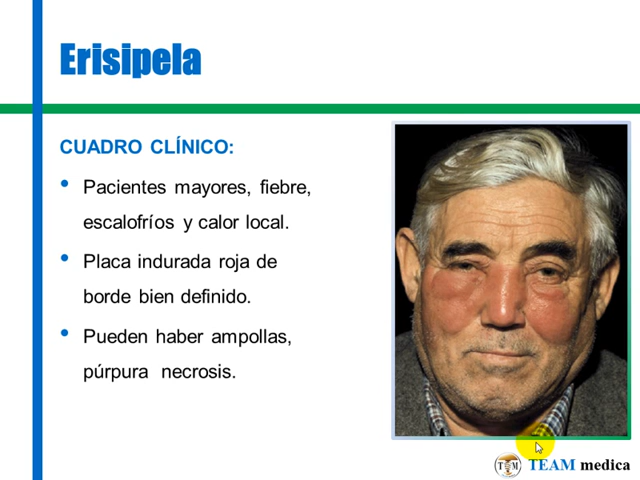 Erisipela
CUADRO CLÍNICO:
• Pacientes mayores, fiebre,
escalofríos y calor local.
• Placa indurada roja de
borde bien definido.
• Pueden haber ampollas,
púrpura necrosis.
TM TEAM medica